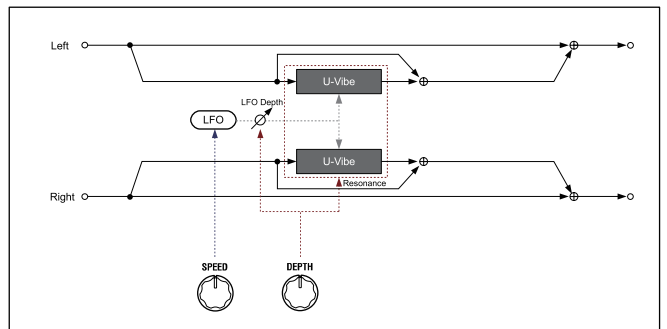 Left
U-Vibe
LFO Depth
LFO
U-Vibe
Resonance
Right
SPEED
DEPTH